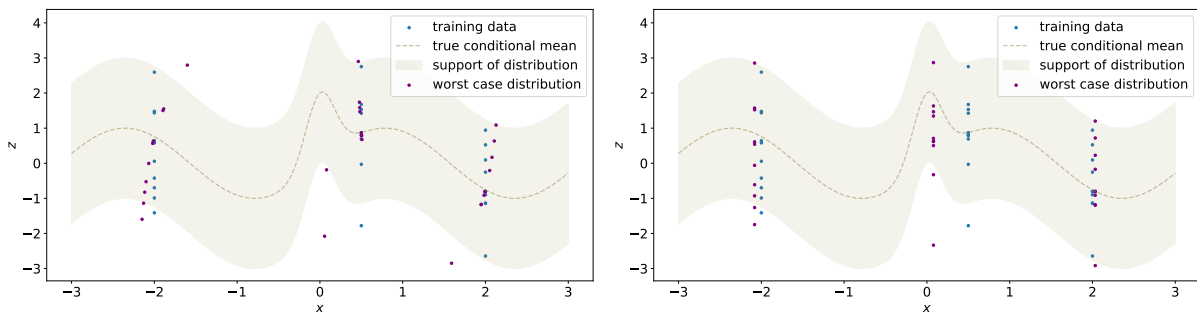 4
3
2
1
0
−1
−2
−3
z
−3
−2
−1
0
1
2
3
x
training data
true conditional mean
support of distribution
worst case distribution
4
3
2
1
0
−1
−2
−3
z
−3
−2
−1
0
1
2
3
x
training data
true conditional mean
support of distribution
worst case distribution